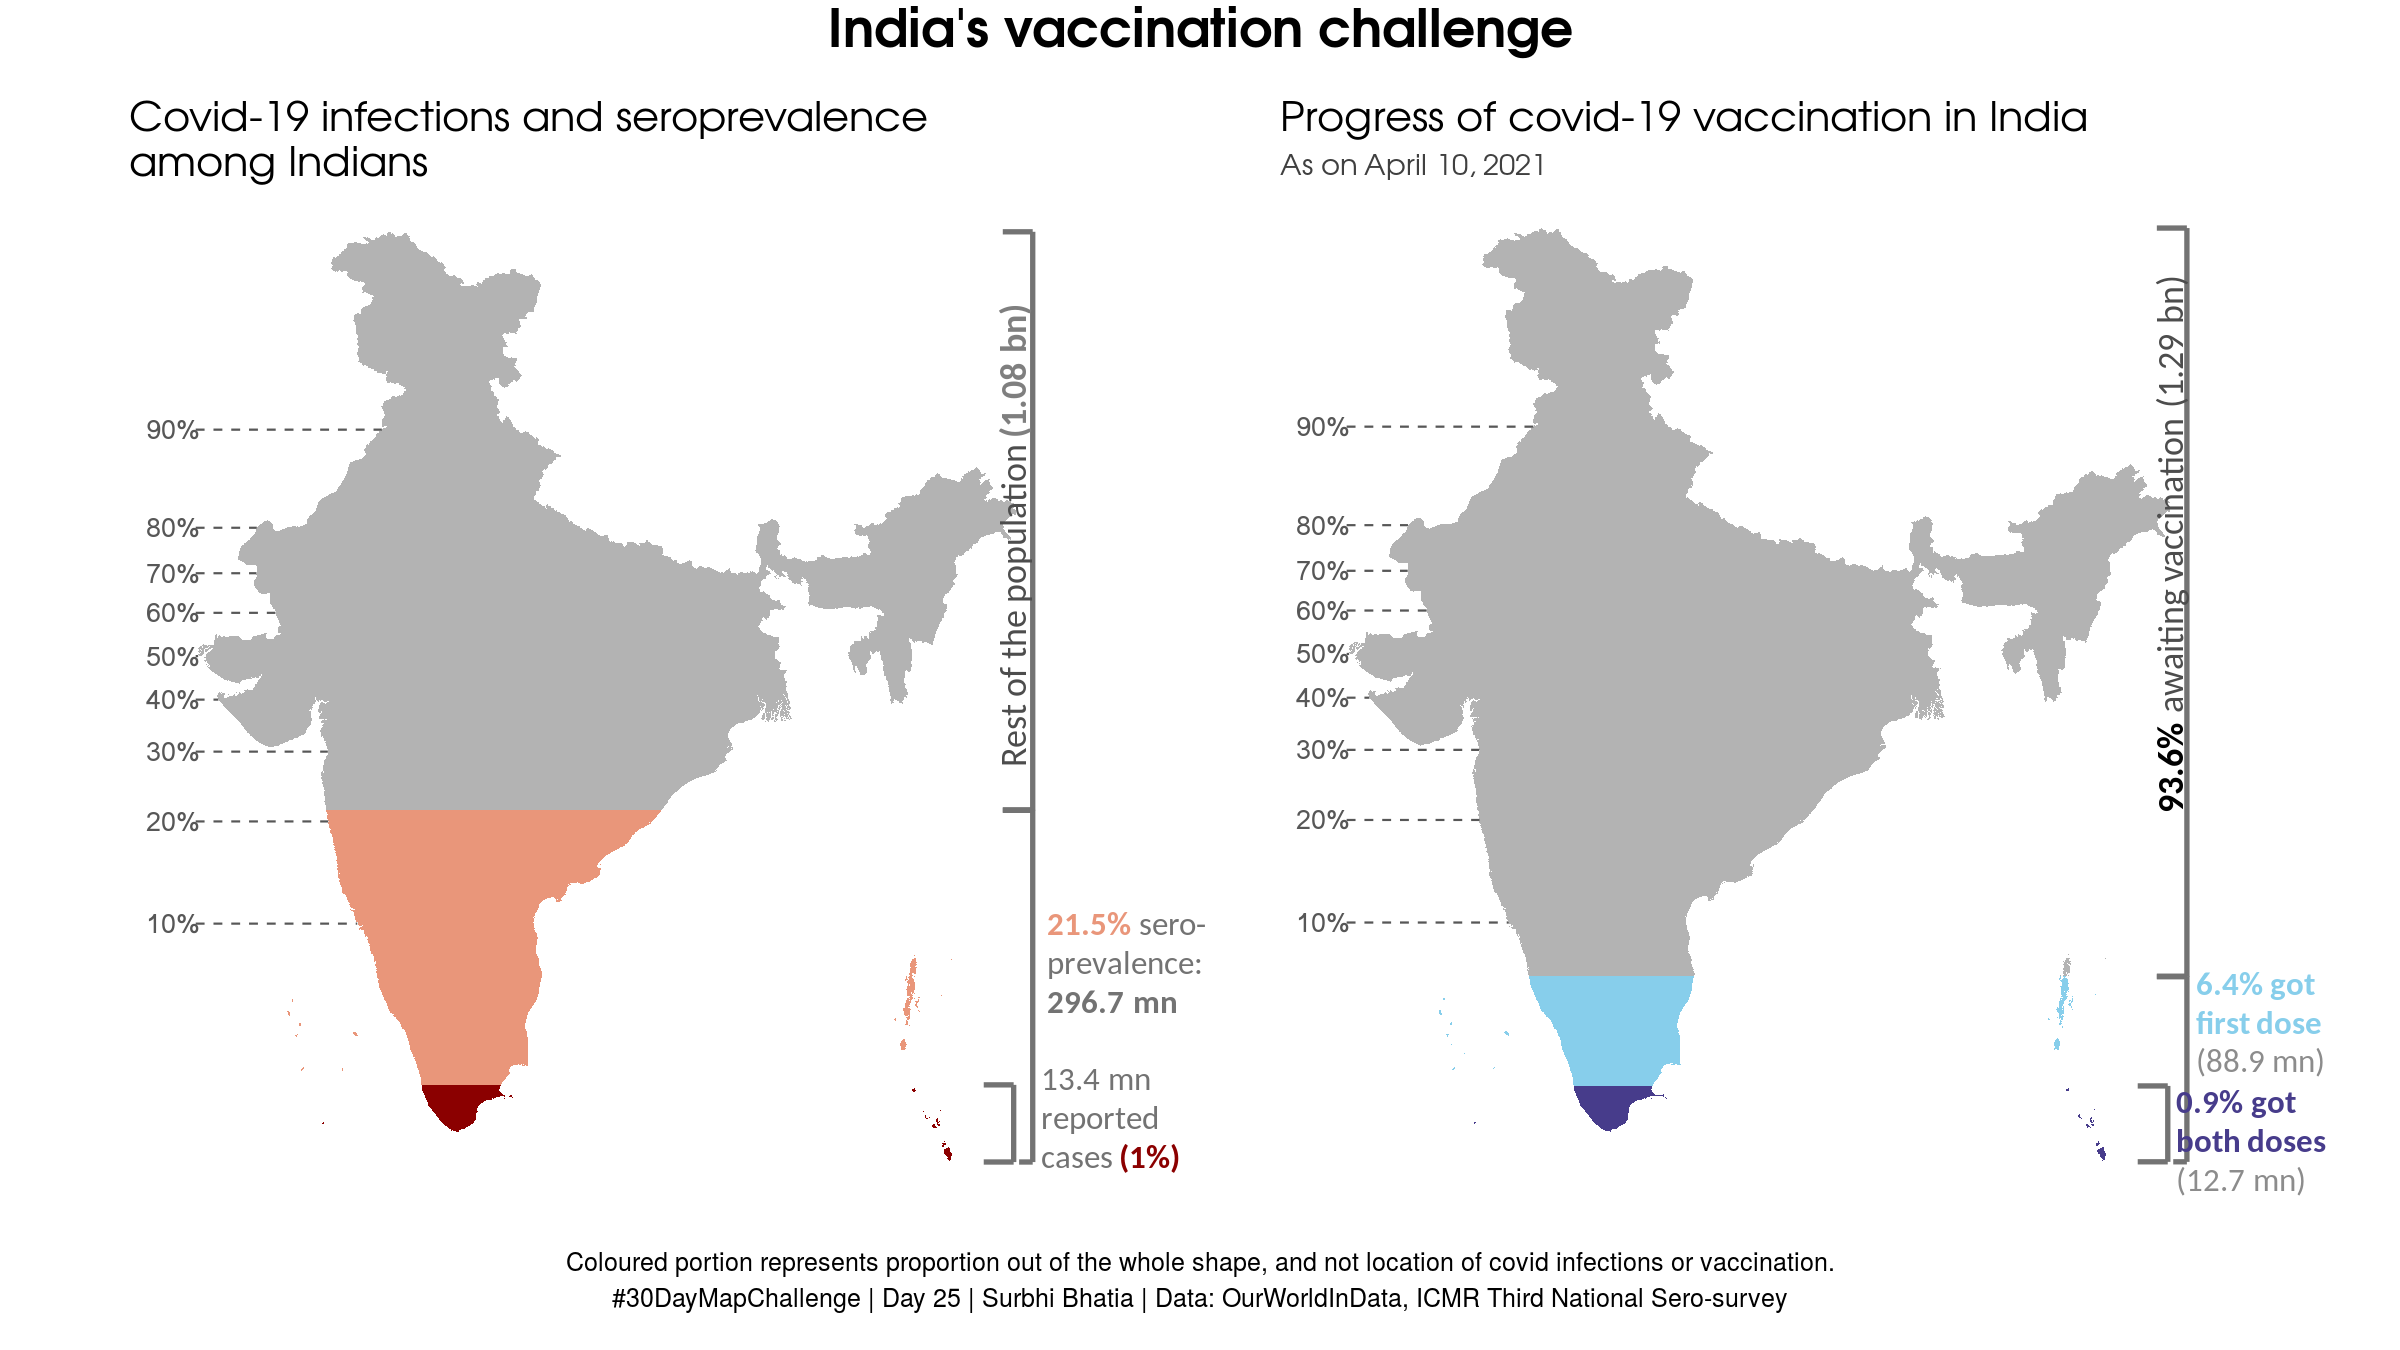 India's vaccination challenge
Covid-19 infections and seroprevalence
among Indians
90%
80%
70%
60%
50%
40%
30%
20%
10%
Rest of the population (1.08 bn)
21.5% sero-
prevalence:
296.7 mn
13.4 mn
reported
cases (1%)
Progress of covid-19 vaccination in India
As on April 10, 2021
90%
80%
70%
60%
50%
40%
30%
20%
10%
93.6% awaiting vaccination (1.29 bn)
6.4% got
first dose
(88.9 mn)
0.9% got
both doses
(12.7 mn)
Coloured portion represents proportion out of the whole shape, and not location of covid infections or vaccination.
#30DayMapChallenge | Day 25 | Surbhi Bhatia | Data: OurWorldInData, ICMR Third National Sero-survey